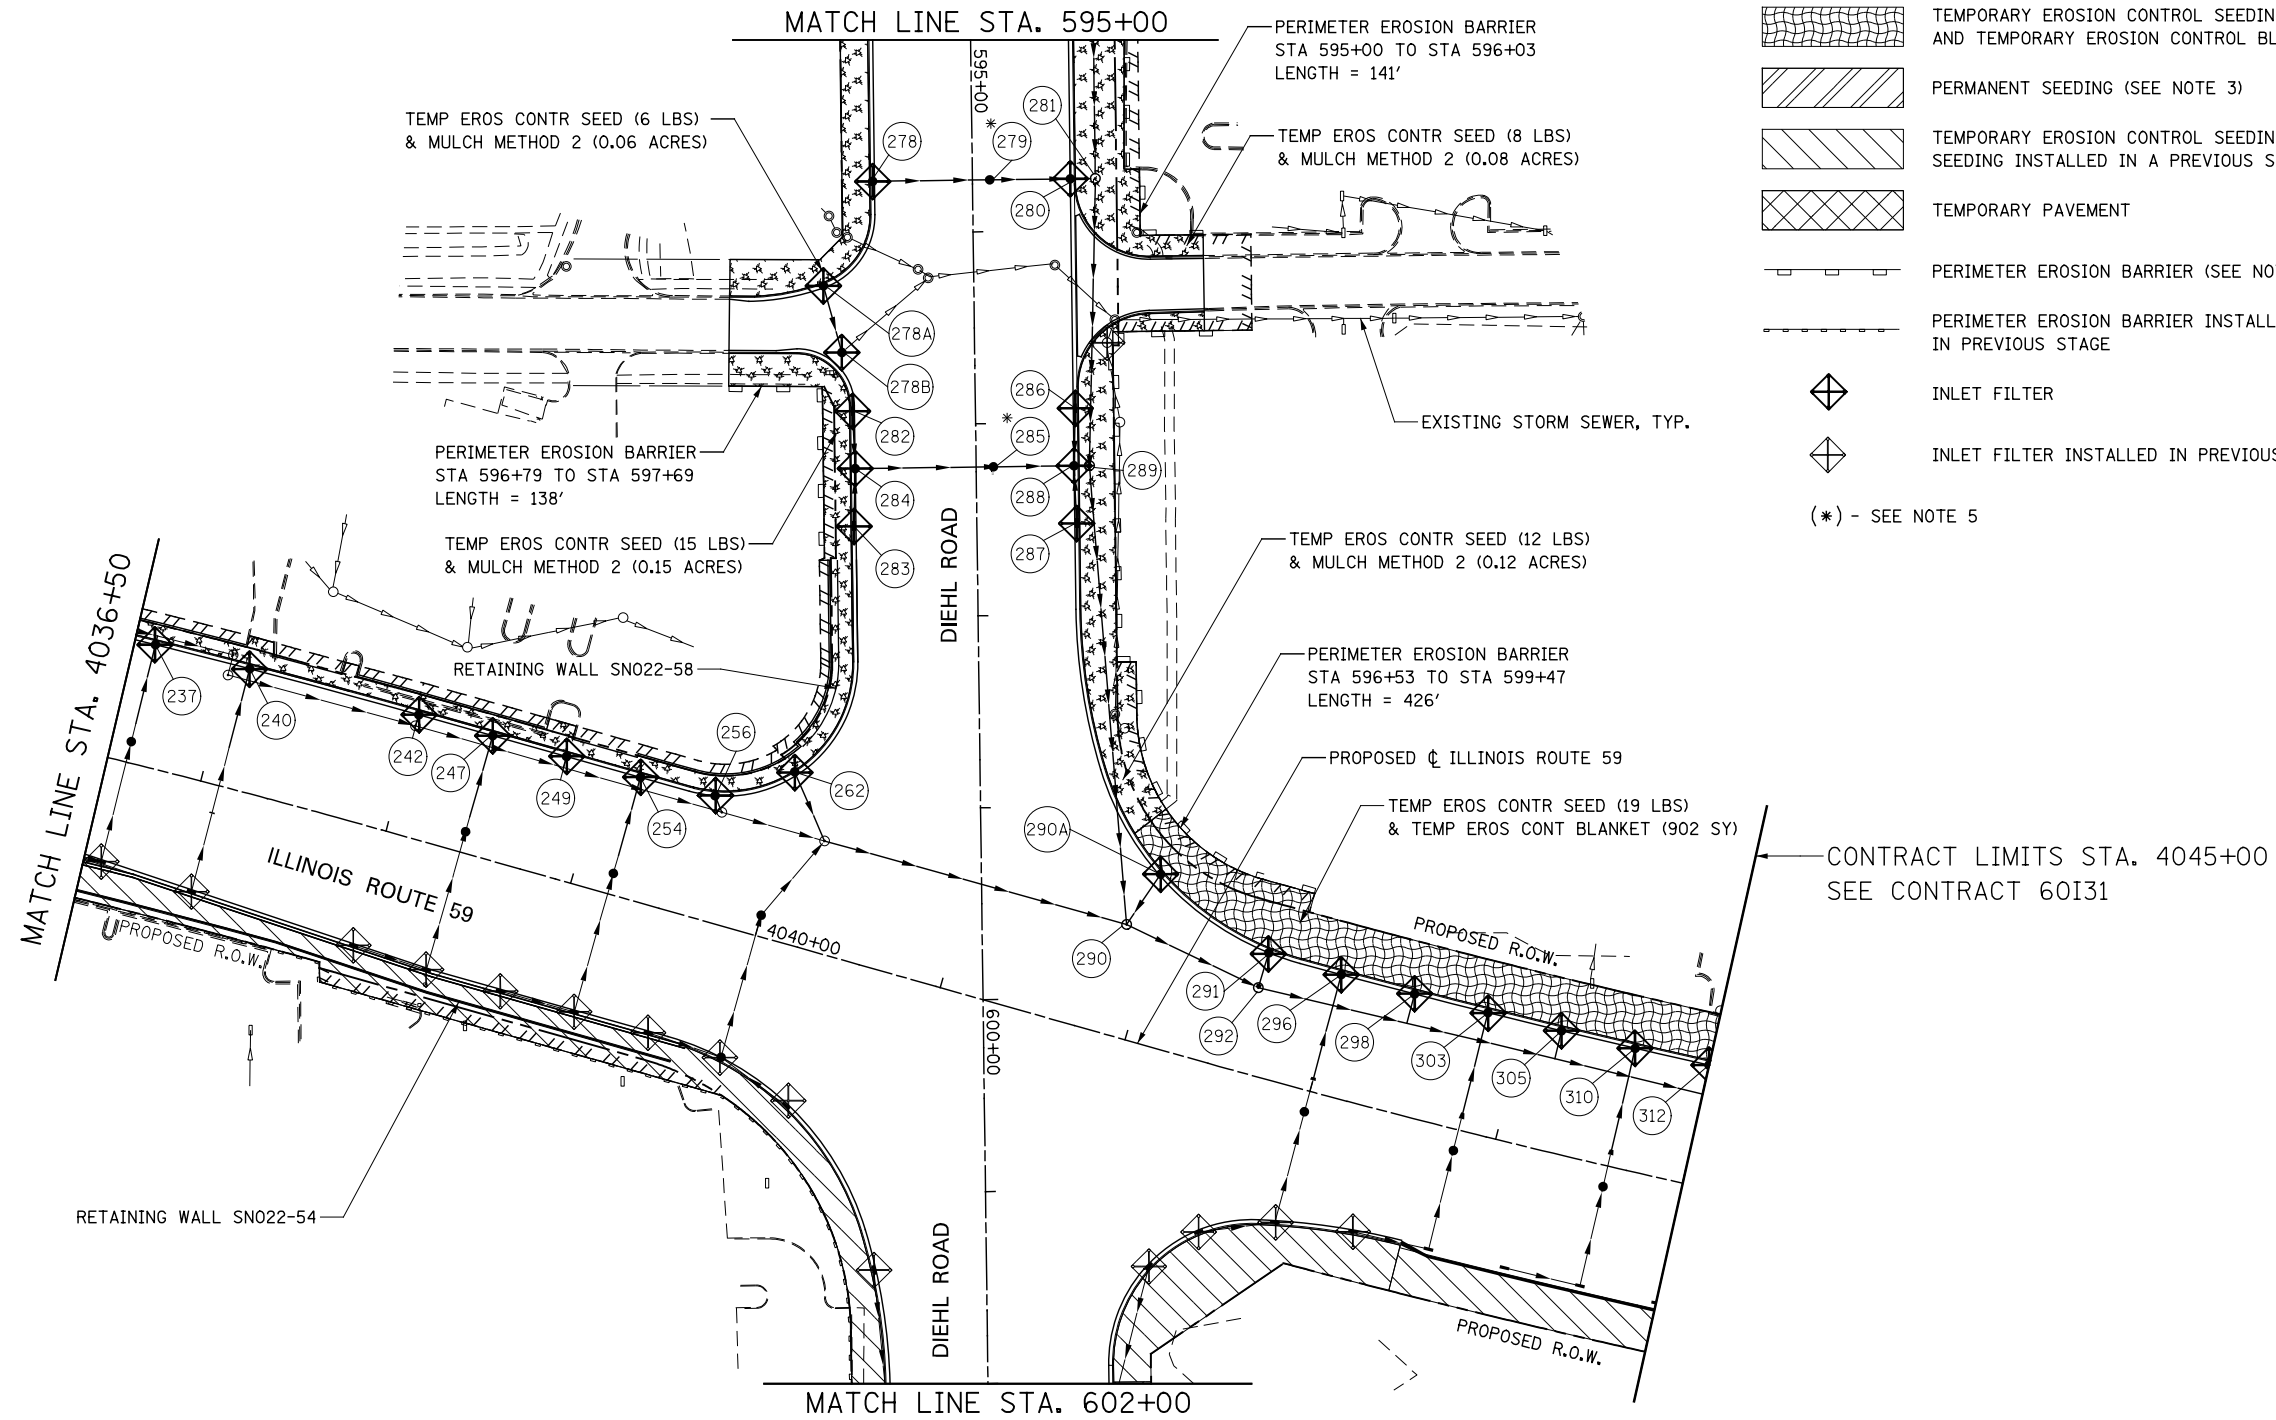 MATCH LINE STA. 595+00
PERIMETER EROSION BARRIER
STA 595+00 TO STA 596+03
LENGTH = 141'
TEMP EROS CONTR SEED (6 LBS)
& MULCH METHOD 2 (0.06 ACRES)
595+00
*
278
279
281
280
TEMP EROS CONTR SEED (8 LBS)
& MULCH METHOD 2 (0.08 ACRES)
278A
278B
282
286
*
285
284
288
289
283
287
EXISTING STORM SEWER, TYP.
PERIMETER EROSION BARRIER
STA 596+79 TO STA 597+69
LENGTH = 138'
TEMP EROS CONTR SEED (15 LBS)
& MULCH METHOD 2 (0.15 ACRES)
DIEHL ROAD
TEMP EROS CONTR SEED (12 LBS)
& MULCH METHOD 2 (0.12 ACRES)
RETAINING WALL SN022-58
PERIMETER EROSION BARRIER
STA 596+53 TO STA 599+47
LENGTH = 426'
MATCH LINE STA. 4036+50
237
240
242
247
249
254
256
262
PROPOSED ℄ ILLINOIS ROUTE 59
TEMP EROS CONTR SEED (19 LBS)
& TEMP EROS CONT BLANKET (902 SY)
290A
290
291
292
296
298
303
305
310
312
CONTRACT LIMITS STA. 4045+00
SEE CONTRACT 60I31
ILLINOIS ROUTE 59
4040+00
PROPOSED R.O.W.
PROPOSED R.O.W.
600+00
RETAINING WALL SN022-54
DIEHL ROAD
PROPOSED R.O.W.
MATCH LINE STA. 602+00
TEMPORARY EROSION CONTROL SEEDIN
AND TEMPORARY EROSION CONTROL BL
PERMANENT SEEDING (SEE NOTE 3)
TEMPORARY EROSION CONTROL SEEDIN
SEEDING INSTALLED IN A PREVIOUS S
TEMPORARY PAVEMENT
PERIMETER EROSION BARRIER (SEE NO
PERIMETER EROSION BARRIER INSTALL
IN PREVIOUS STAGE
INLET FILTER
INLET FILTER INSTALLED IN PREVIOUS
(*) - SEE NOTE 5